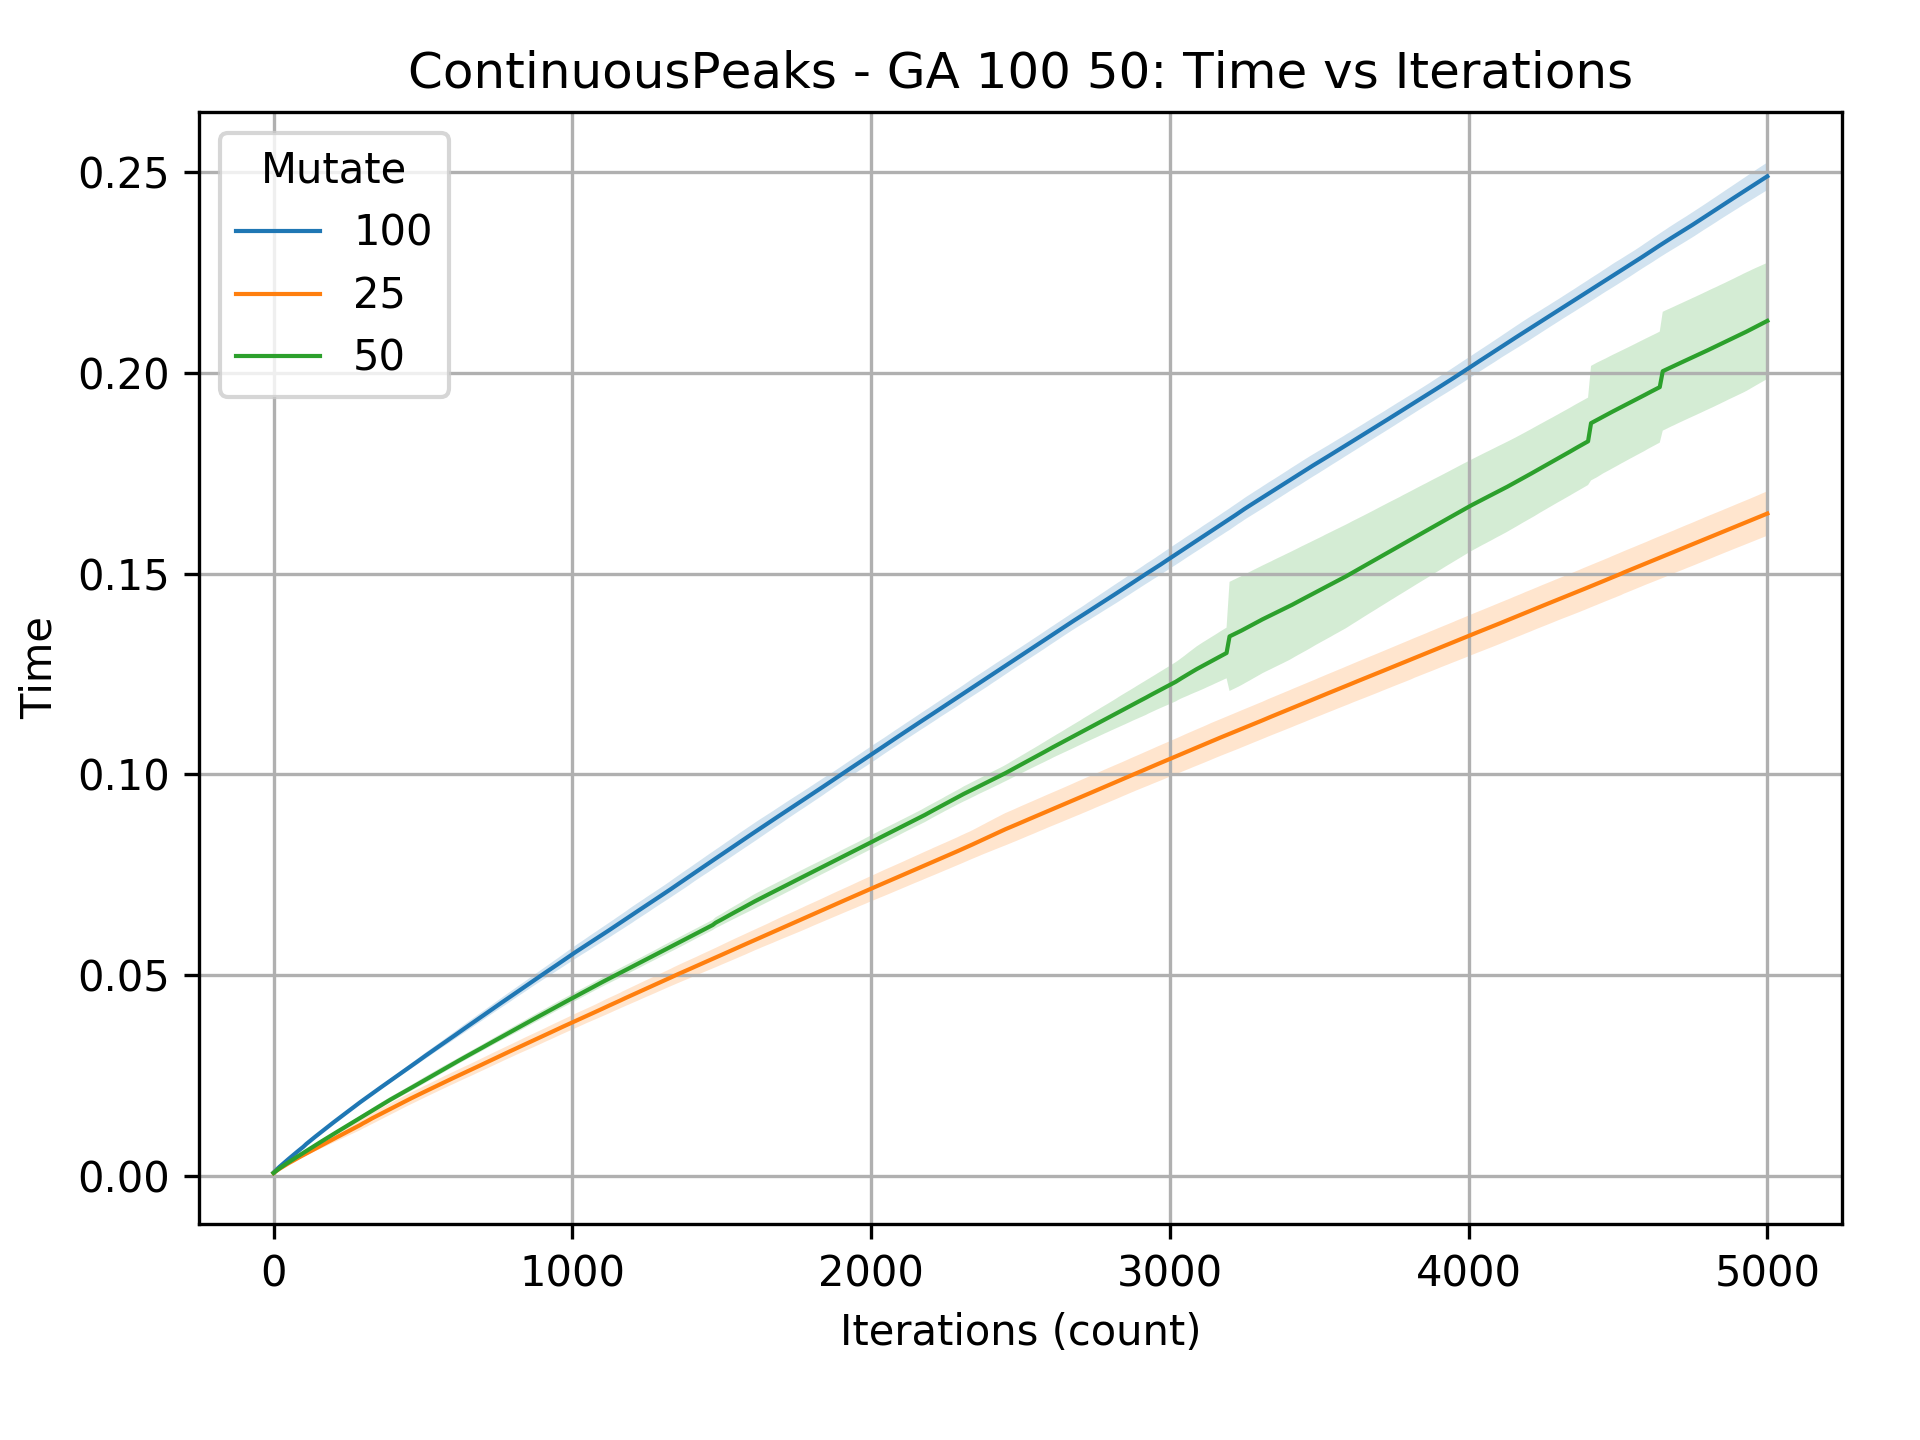 ContinuousPeaks - GA 100 50: Time vs Iterations
Mutate
100
25
50
0.25
0.20
0.15
0.10
0.05
0.00
Time
0 1000 2000 3000 4000 5000
Iterations (count)